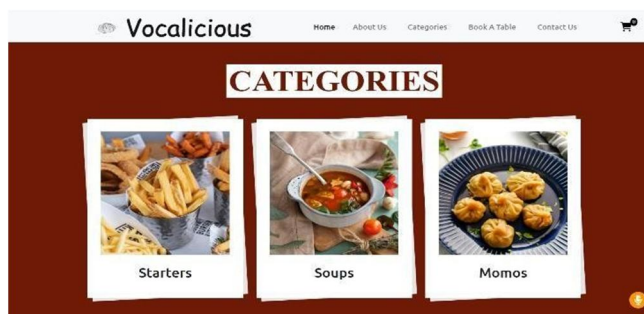 Vocalicious
Home About Us Categories Book A Table Contact Us
CATEGORIES
Starters Soups Momos